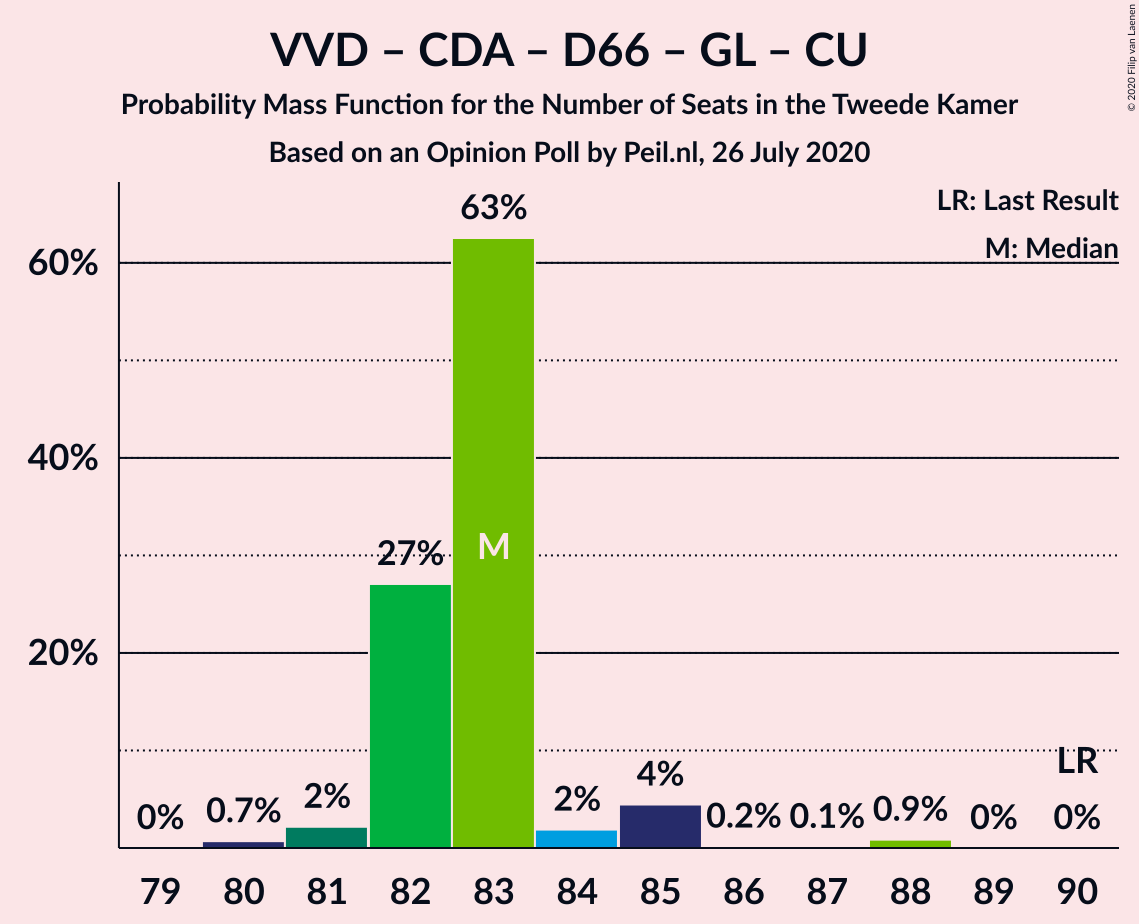 VVD – CDA – D66 – GL – CU
Probability Mass Function for the Number of Seats in the Tweede Kamer
Based on an Opinion Poll by Peil.nl, 26 July 2020
© 2020 Filip van Laenen
LR: Last Result
M: Median
63%
60%
M
40%
27%
20%
LR
0%
0.7%
2%
2%
4%
0.2%
0.1%
0.9%
0%
0%
79 80 81 82 83 84 85 86 87 88 89 90